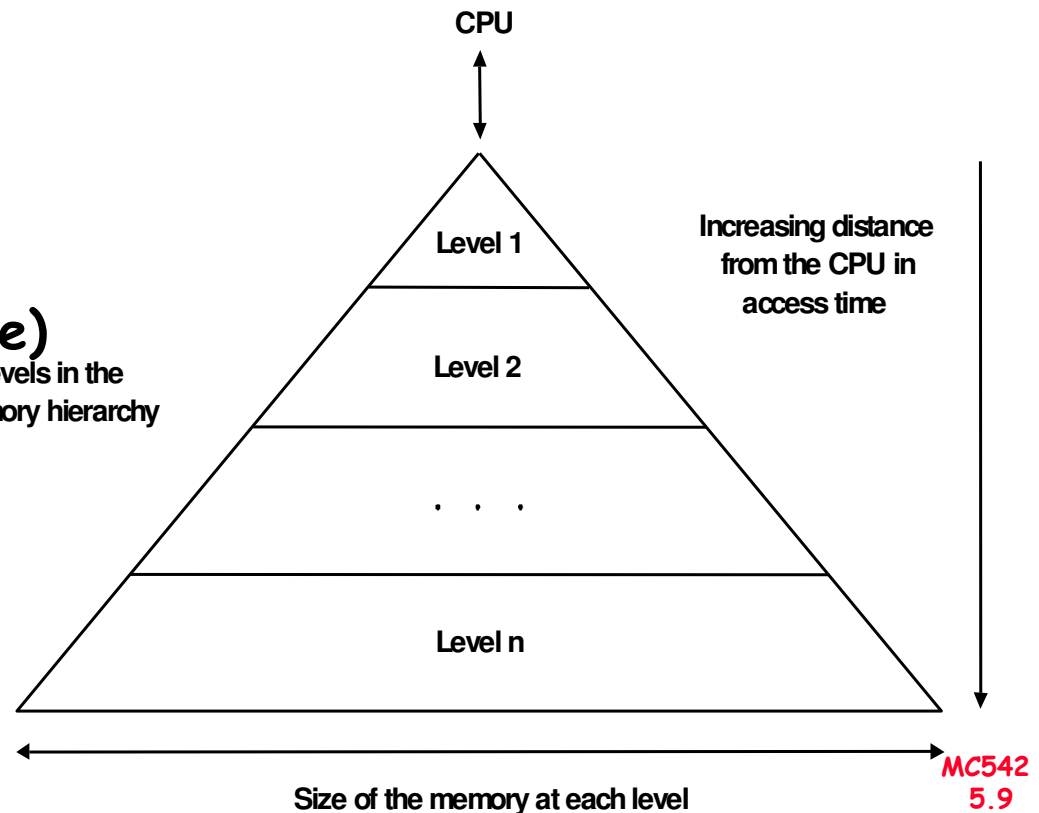 CPU
Level 1
Increasing distance
from the CPU in
access time
e)
vels in the
ory hierarchy
Level 2
. . .
Level n
Size of the memory at each level
MC542
5.9